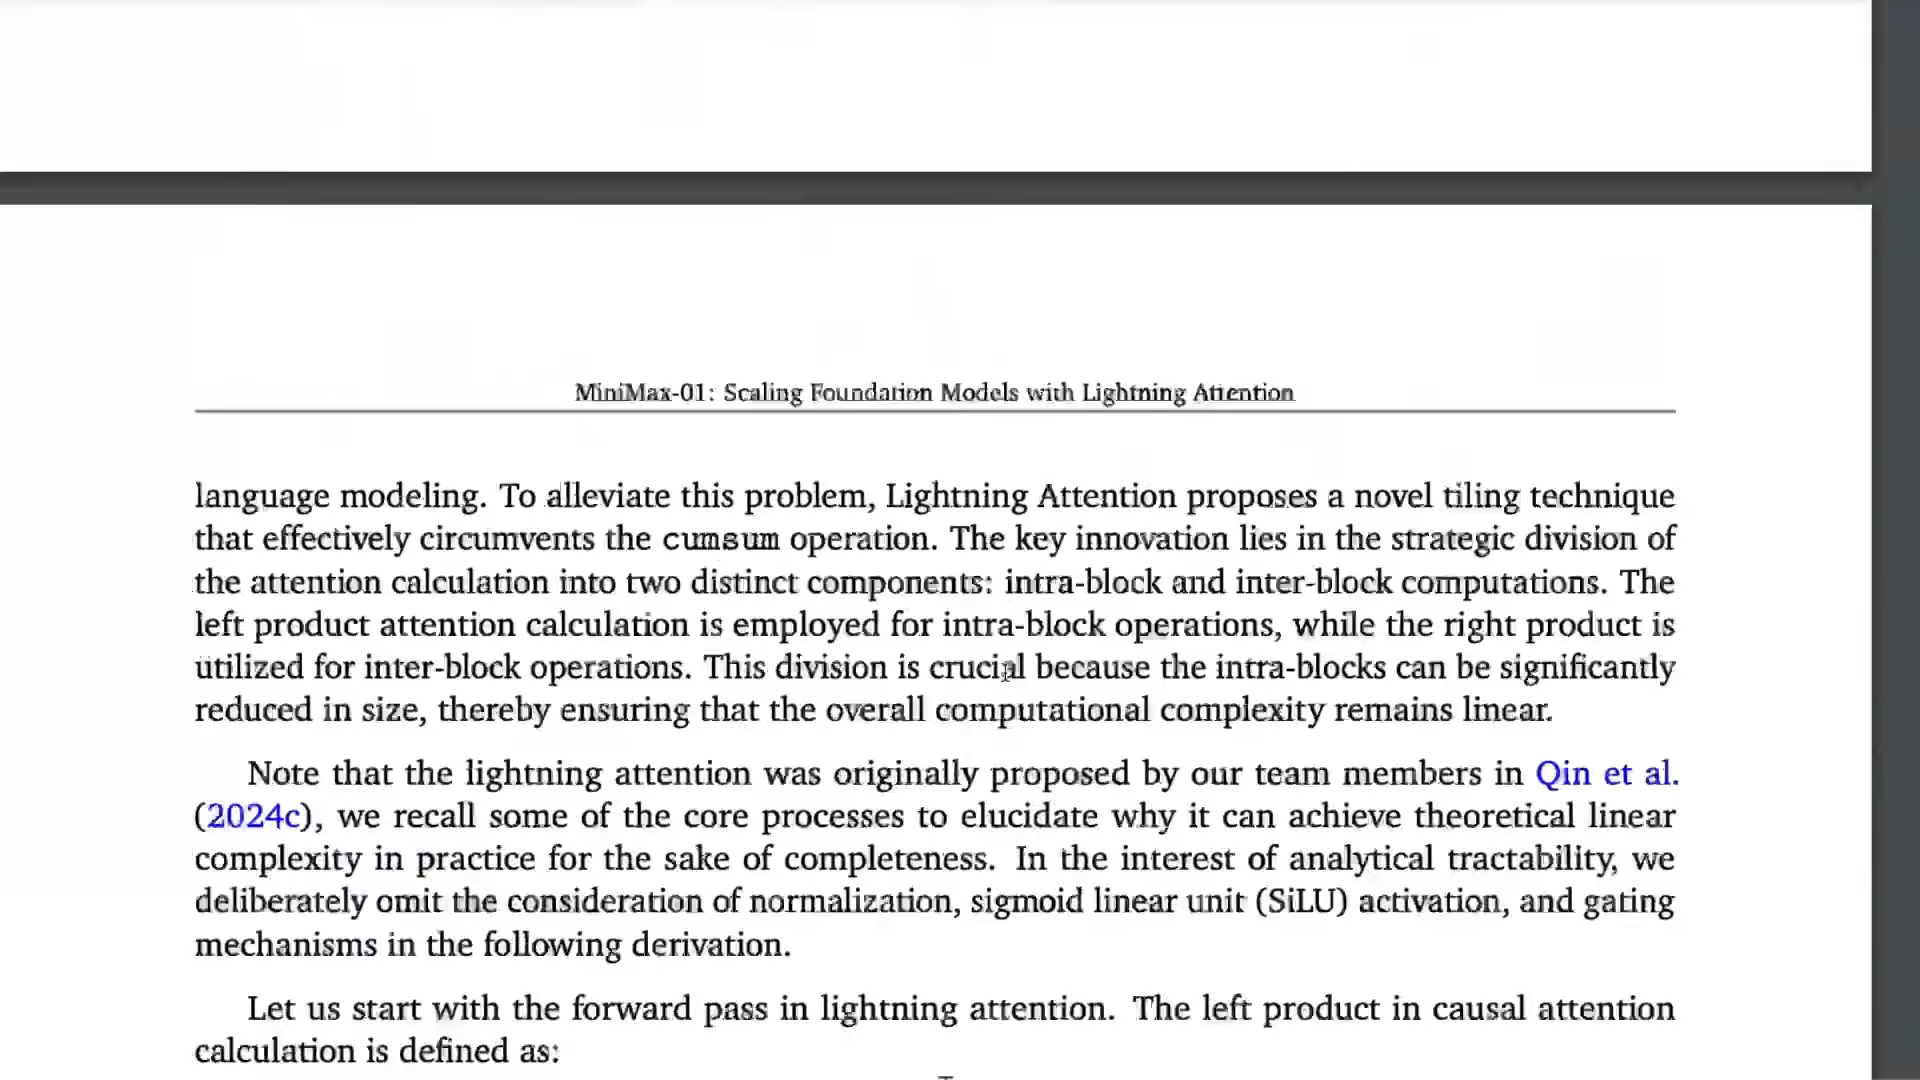 MiniMax-01: Scaling Foundation Models with Lightning Attention
language modeling. To alleviate this problem, Lightning Attention proposes a novel tiling technique
that effectively circumvents the cumsum operation. The key innovation lies in the strategic division of
the attention calculation into two distinct components: intra-block and inter-block computations. The
left product attention calculation is employed for intra-block operations, while the right product is
utilized for inter-block operations. This division is crucial because the intra-blocks can be significantly
reduced in size, thereby ensuring that the overall computational complexity remains linear.
Note that the lightning attention was originally proposed by our team members in Qin et al.
(2024c), we recall some of the core processes to elucidate why it can achieve theoretical linear
complexity in practice for the sake of completeness. In the interest of analytical tractability, we
deliberately omit the consideration of normalization, sigmoid linear unit (SiLU) activation, and gating
mechanisms in the following derivation.
Let us start with the forward pass in lightning attention. The left product in causal attention
calculation is defined as: